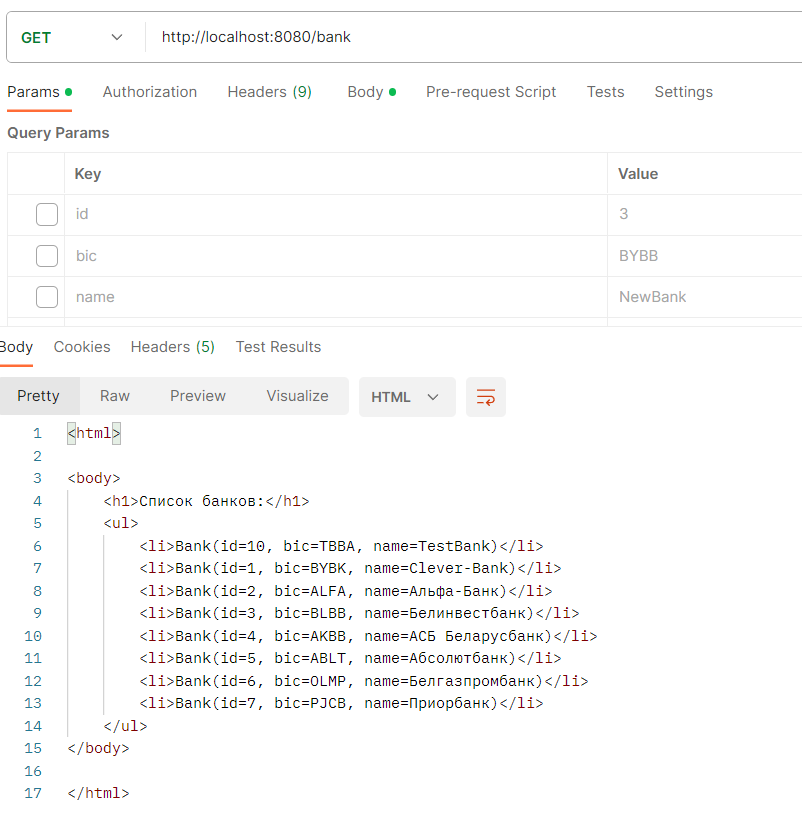 GET http://localhost:8080/bank
Params Authorization Headers (9) Body Pre-request Script Tests Settings
Query Params
Key Value
id 3
bic BYBB
name NewBank
Body Cookies Headers (5) Test Results
Pretty Raw Preview Visualize HTML
1 <html>
2
3 <body>
4 <h1>Список банков:</h1>
5 <ul>
6 <li>Bank(id=10, bic=TBBA, name=TestBank)</li>
7 <li>Bank(id=1, bic=BYBK, name=Clever-Bank)</li>
8 <li>Bank(id=2, bic=ALFA, name=Альфа-Банк)</li>
9 <li>Bank(id=3, bic=BLBB, name=Белинвестбанк)</li>
10 <li>Bank(id=4, bic=AKBB, name=АСБ Беларусбанк)</li>
11 <li>Bank(id=5, bic=ABLT, name=Абсолютбанк)</li>
12 <li>Bank(id=6, bic=OLMP, name=Белгазпромбанк)</li>
13 <li>Bank(id=7, bic=PJCB, name=Приорбанк)</li>
14 </ul>
15 </body>
16
17 </html>